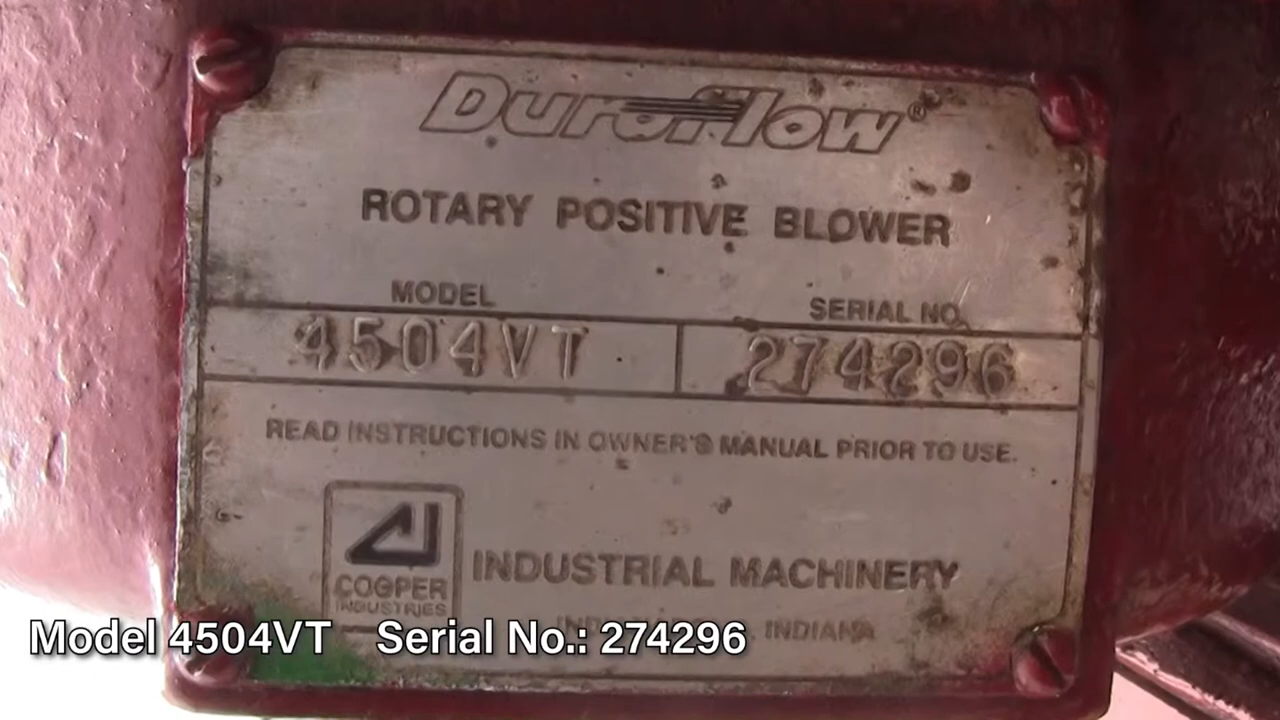 Duroflow®
ROTARY POSITIVE BLOWER
MODEL SERIAL NO.
4504VT 274296
READ INSTRUCTIONS IN OWNER'S MANUAL PRIOR TO USE.
COOPER
INDUSTRIES
INDUSTRIAL MACHINERY
INDIANA
Model 4504VT Serial No.: 274296